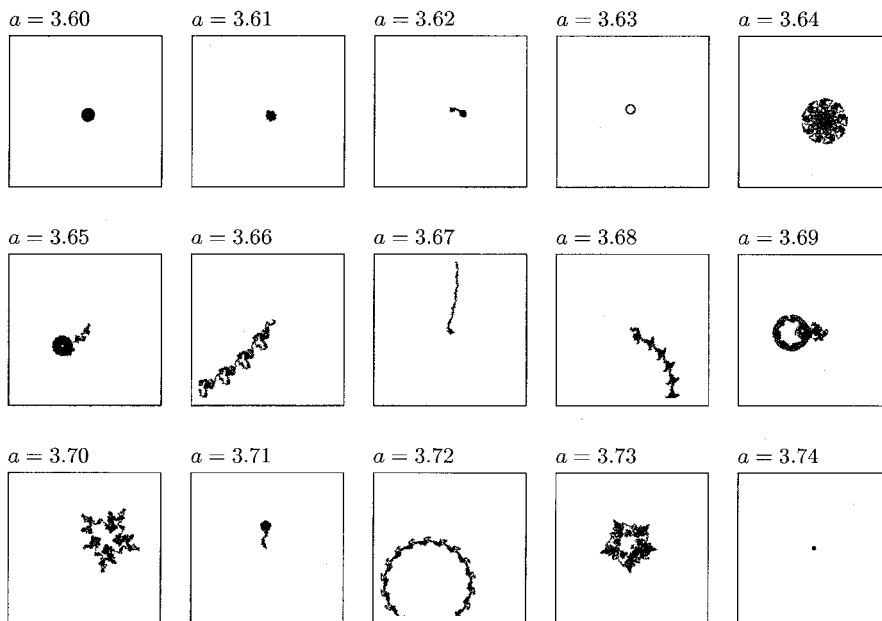 a = 3.60 a = 3.61 a = 3.62 a = 3.63 a = 3.64
a = 3.65 a = 3.66 a = 3.67 a = 3.68 a = 3.69
a = 3.70 a = 3.71 a = 3.72 a = 3.73 a = 3.74